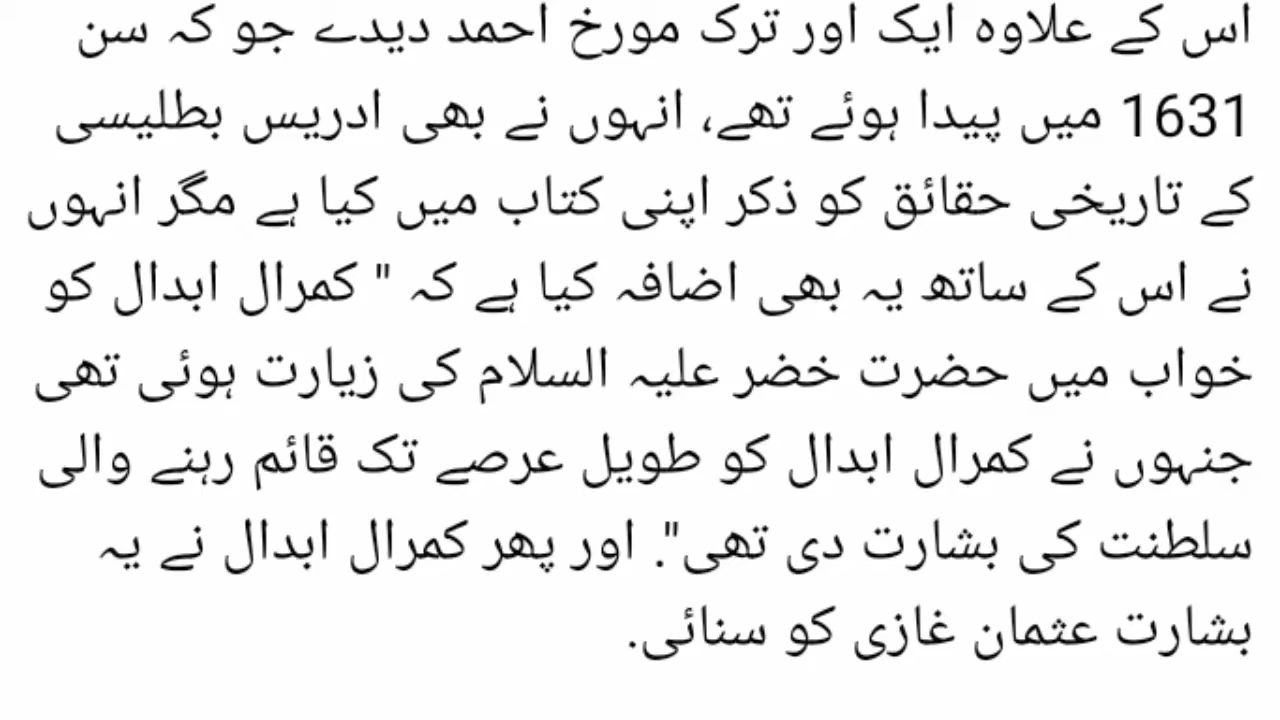 اس کے علاوہ ایک اور ترک مورخ احمد دیدے جو کہ سن
1631 میں پیدا ہوئے تھے، انہوں نے بھی ادریس بطلیسی
کے تاریخی حقائق کو ذکر اپنی کتاب میں کیا ہے مگر انہوں
نے اس کے ساتھ یہ بھی اضافہ کیا ہے کہ " کمرال ابدال کو
خواب میں حضرت خضر علیہ السلام کی زیارت ہوئی تھی
جنہوں نے کمرال ابدال کو طویل عرصے تک قائم رہنے والی
سلطنت کی بشارت دی تھی". اور پھر کمرال ابدال نے یہ
بشارت عثمان غازی کو سنائی.